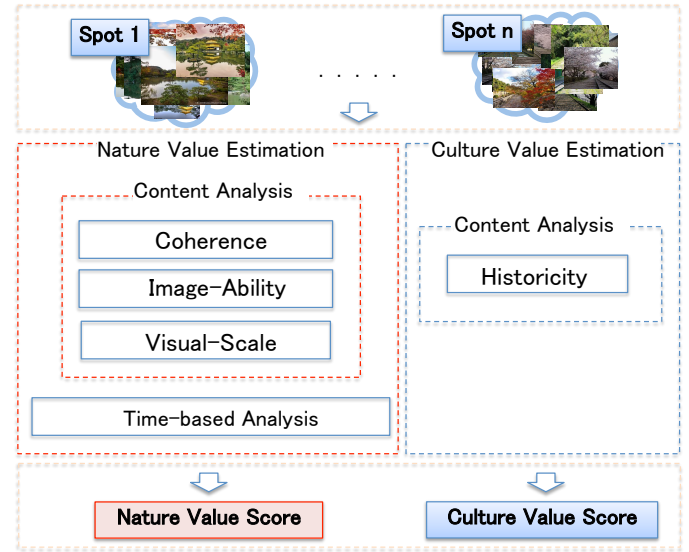 Spot 1
Spot n
. . . . .
Nature Value Estimation
Culture Value Estimation
Content Analysis
Coherence
Image-Ability
Visual-Scale
Time-based Analysis
Content Analysis
Historicity
Nature Value Score
Culture Value Score